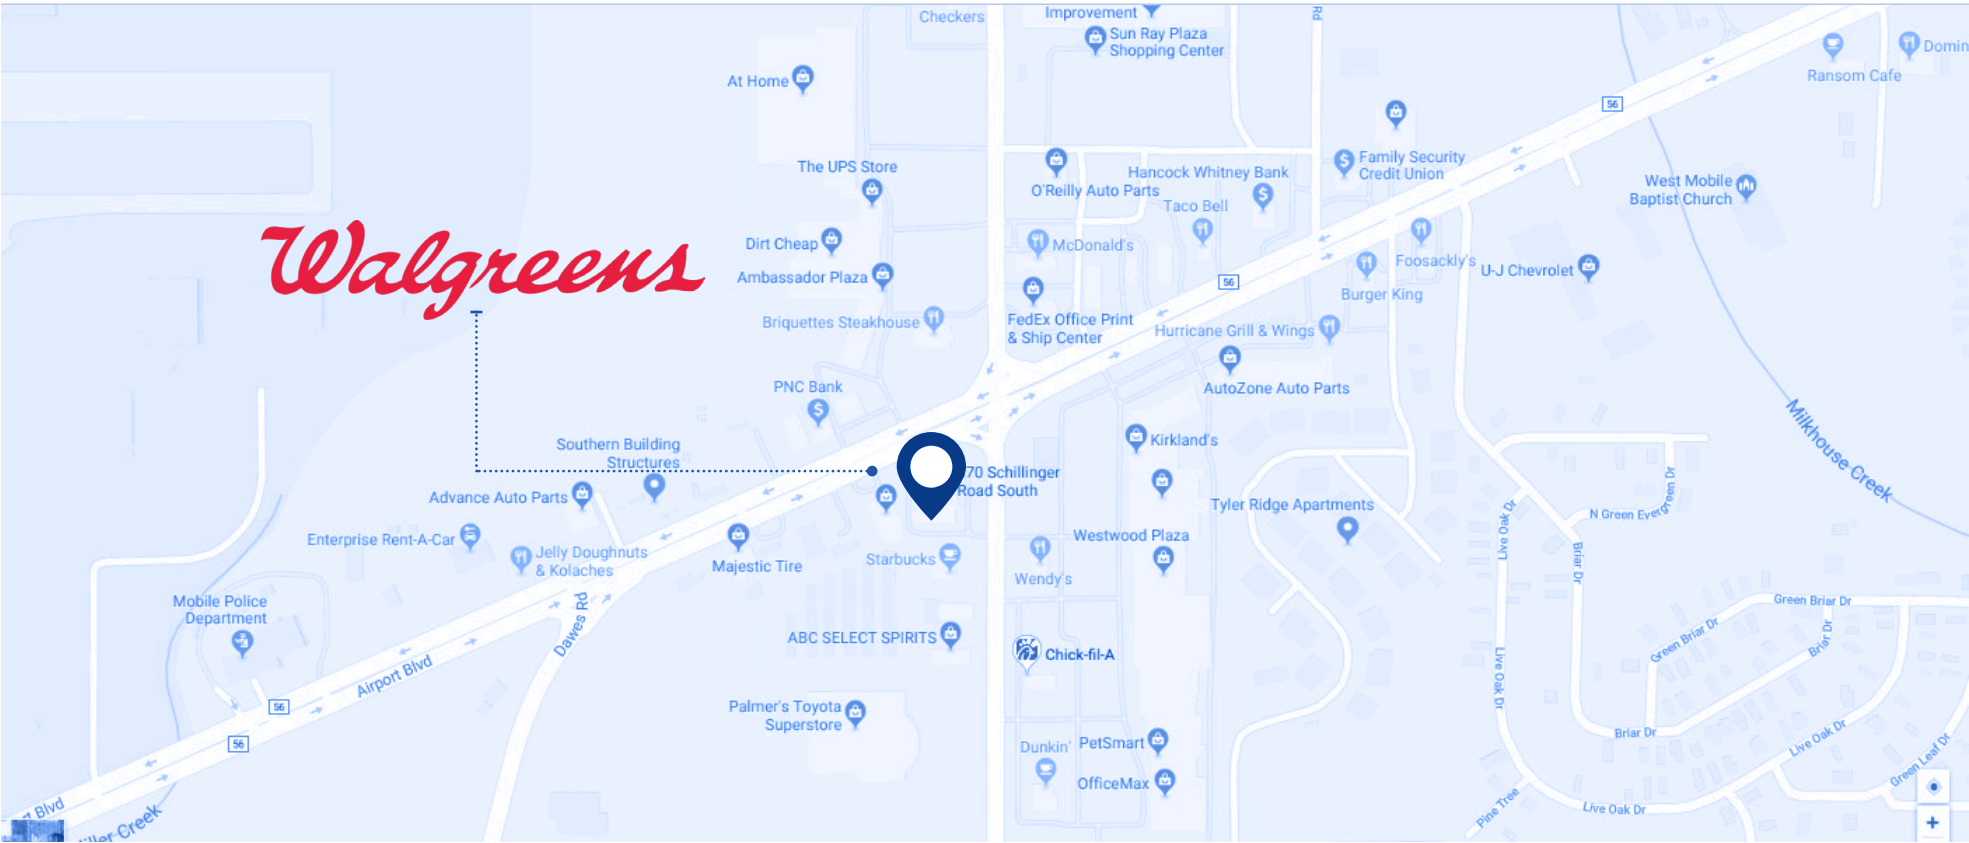 Checkers
Improvement
Sun Ray Plaza
Shopping Center
Rd
Ransom Cafe
Domin
At Home
56
The UPS Store
O'Reilly Auto Parts
Hancock Whitney Bank
Taco Bell
Family Security
Credit Union
West Mobile
Baptist Church
Walgreens
Dirt Cheap
Ambassador Plaza
McDonald's
Foosackly's
U-J Chevrolet
56
Burger King
Briquettes Steakhouse
FedEx Office Print
& Ship Center
Hurricane Grill & Wings
PNC Bank
AutoZone Auto Parts
Milkhouse Creek
Southern Building
Structures
Kirkland's
70 Schillinger
Road South
Advance Auto Parts
Tyler Ridge Apartments
N Green Evergreen Dr
Live Oak Dr
Briar Dr
Enterprise Rent-A-Car
Jelly Doughnuts
& Kolaches
Majestic Tire
Starbucks
Wendy's
Westwood Plaza
Mobile Police
Department
Dawes Rd
ABC SELECT SPIRITS
Chick-fil-A
Green Briar Dr
Green Briar Dr
Briar Dr
Live Oak Dr
Airport Blvd
56
56
Palmer's Toyota
Superstore
Dunkin'
PetSmart
OfficeMax
Briar Dr
Live Oak Dr
Green Leaf Dr
Live Oak Dr
Pine Tree
Blvd
iller Creek
+